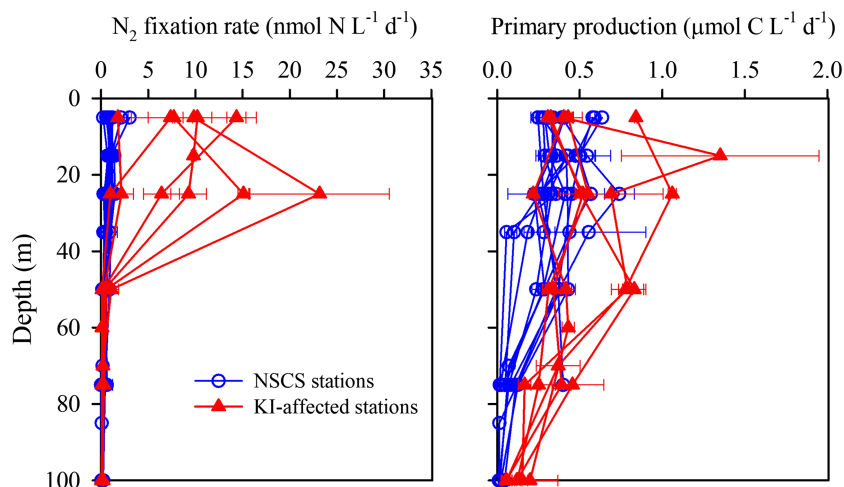 N₂ fixation rate (nmol N L⁻¹ d⁻¹)
Primary production (µmol C L⁻¹ d⁻¹)
0 5 10 15 20 25 30 35
0.0 0.5 1.0 1.5 2.0
0
20
40
60
80
100
Depth (m)
NSCS stations
KI-affected stations